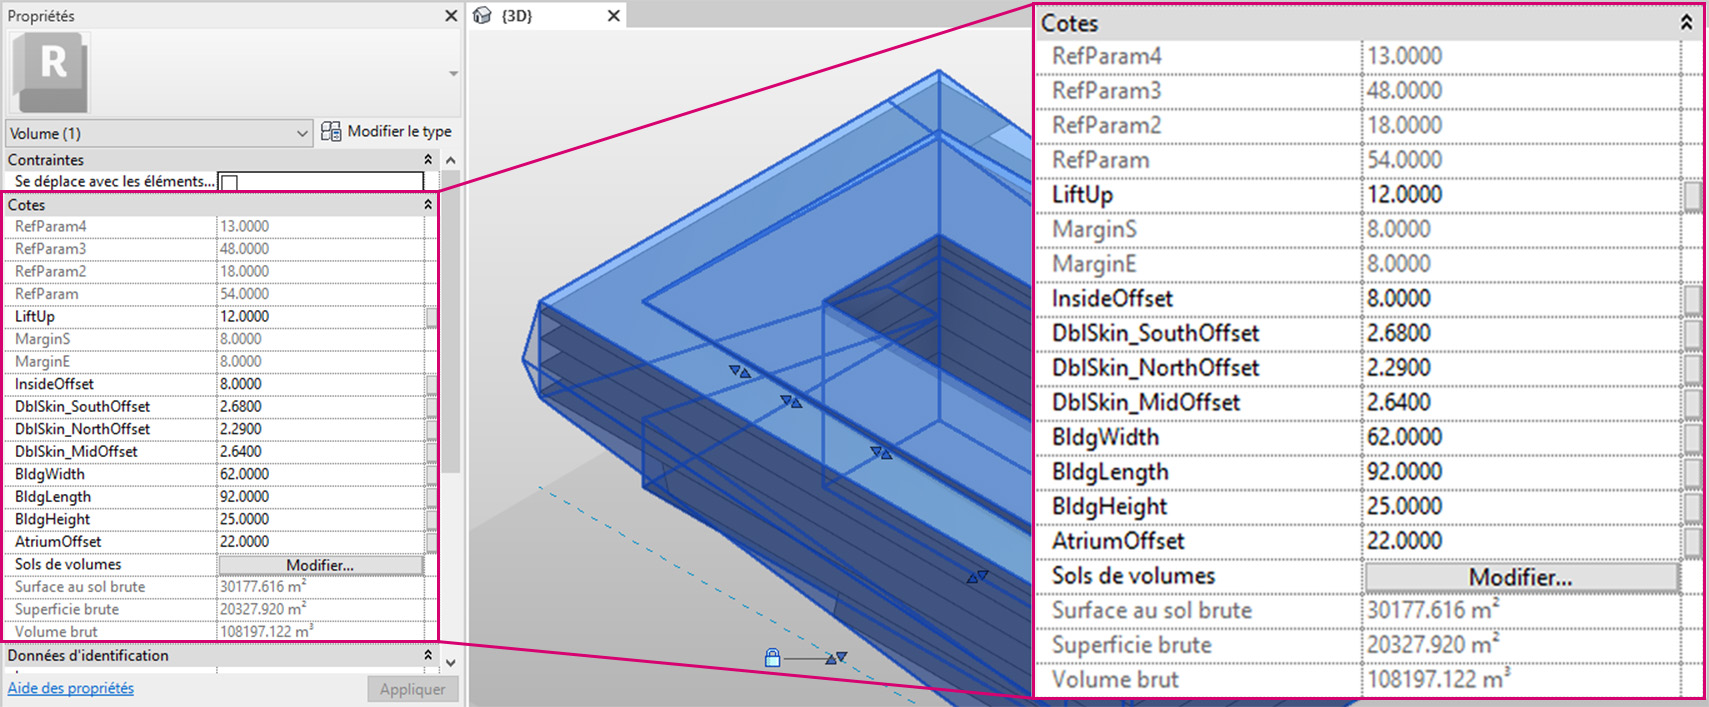 Propriétés
R
Volume (1)
Modifier le type
Contraintes
Se déplace avec les éléments...
Cotes
RefParam4 13.0000
RefParam3 48.0000
RefParam2 18.0000
RefParam 54.0000
LiftUp 12.0000
MarginS 8.0000
MarginE 8.0000
InsideOffset 8.0000
DblSkin_SouthOffset 2.6800
DblSkin_NorthOffset 2.2900
DblSkin_MidOffset 2.6400
BldgWidth 62.0000
BldgLength 92.0000
BldgHeight 25.0000
AtriumOffset 22.0000
Sols de volumes Modifier...
Surface au sol brute 30177.616 m²
Superficie brute 20327.920 m²
Volume brut 108197.122 m³
Données d'identification
Aide des propriétés
Appliquer
{3D}
Cotes
RefParam4 13.0000
RefParam3 48.0000
RefParam2 18.0000
RefParam 54.0000
LiftUp 12.0000
MarginS 8.0000
MarginE 8.0000
InsideOffset 8.0000
DblSkin_SouthOffset 2.6800
DblSkin_NorthOffset 2.2900
DblSkin_MidOffset 2.6400
BldgWidth 62.0000
BldgLength 92.0000
BldgHeight 25.0000
AtriumOffset 22.0000
Sols de volumes Modifier...
Surface au sol brute 30177.616 m²
Superficie brute 20327.920 m²
Volume brut 108197.122 m³